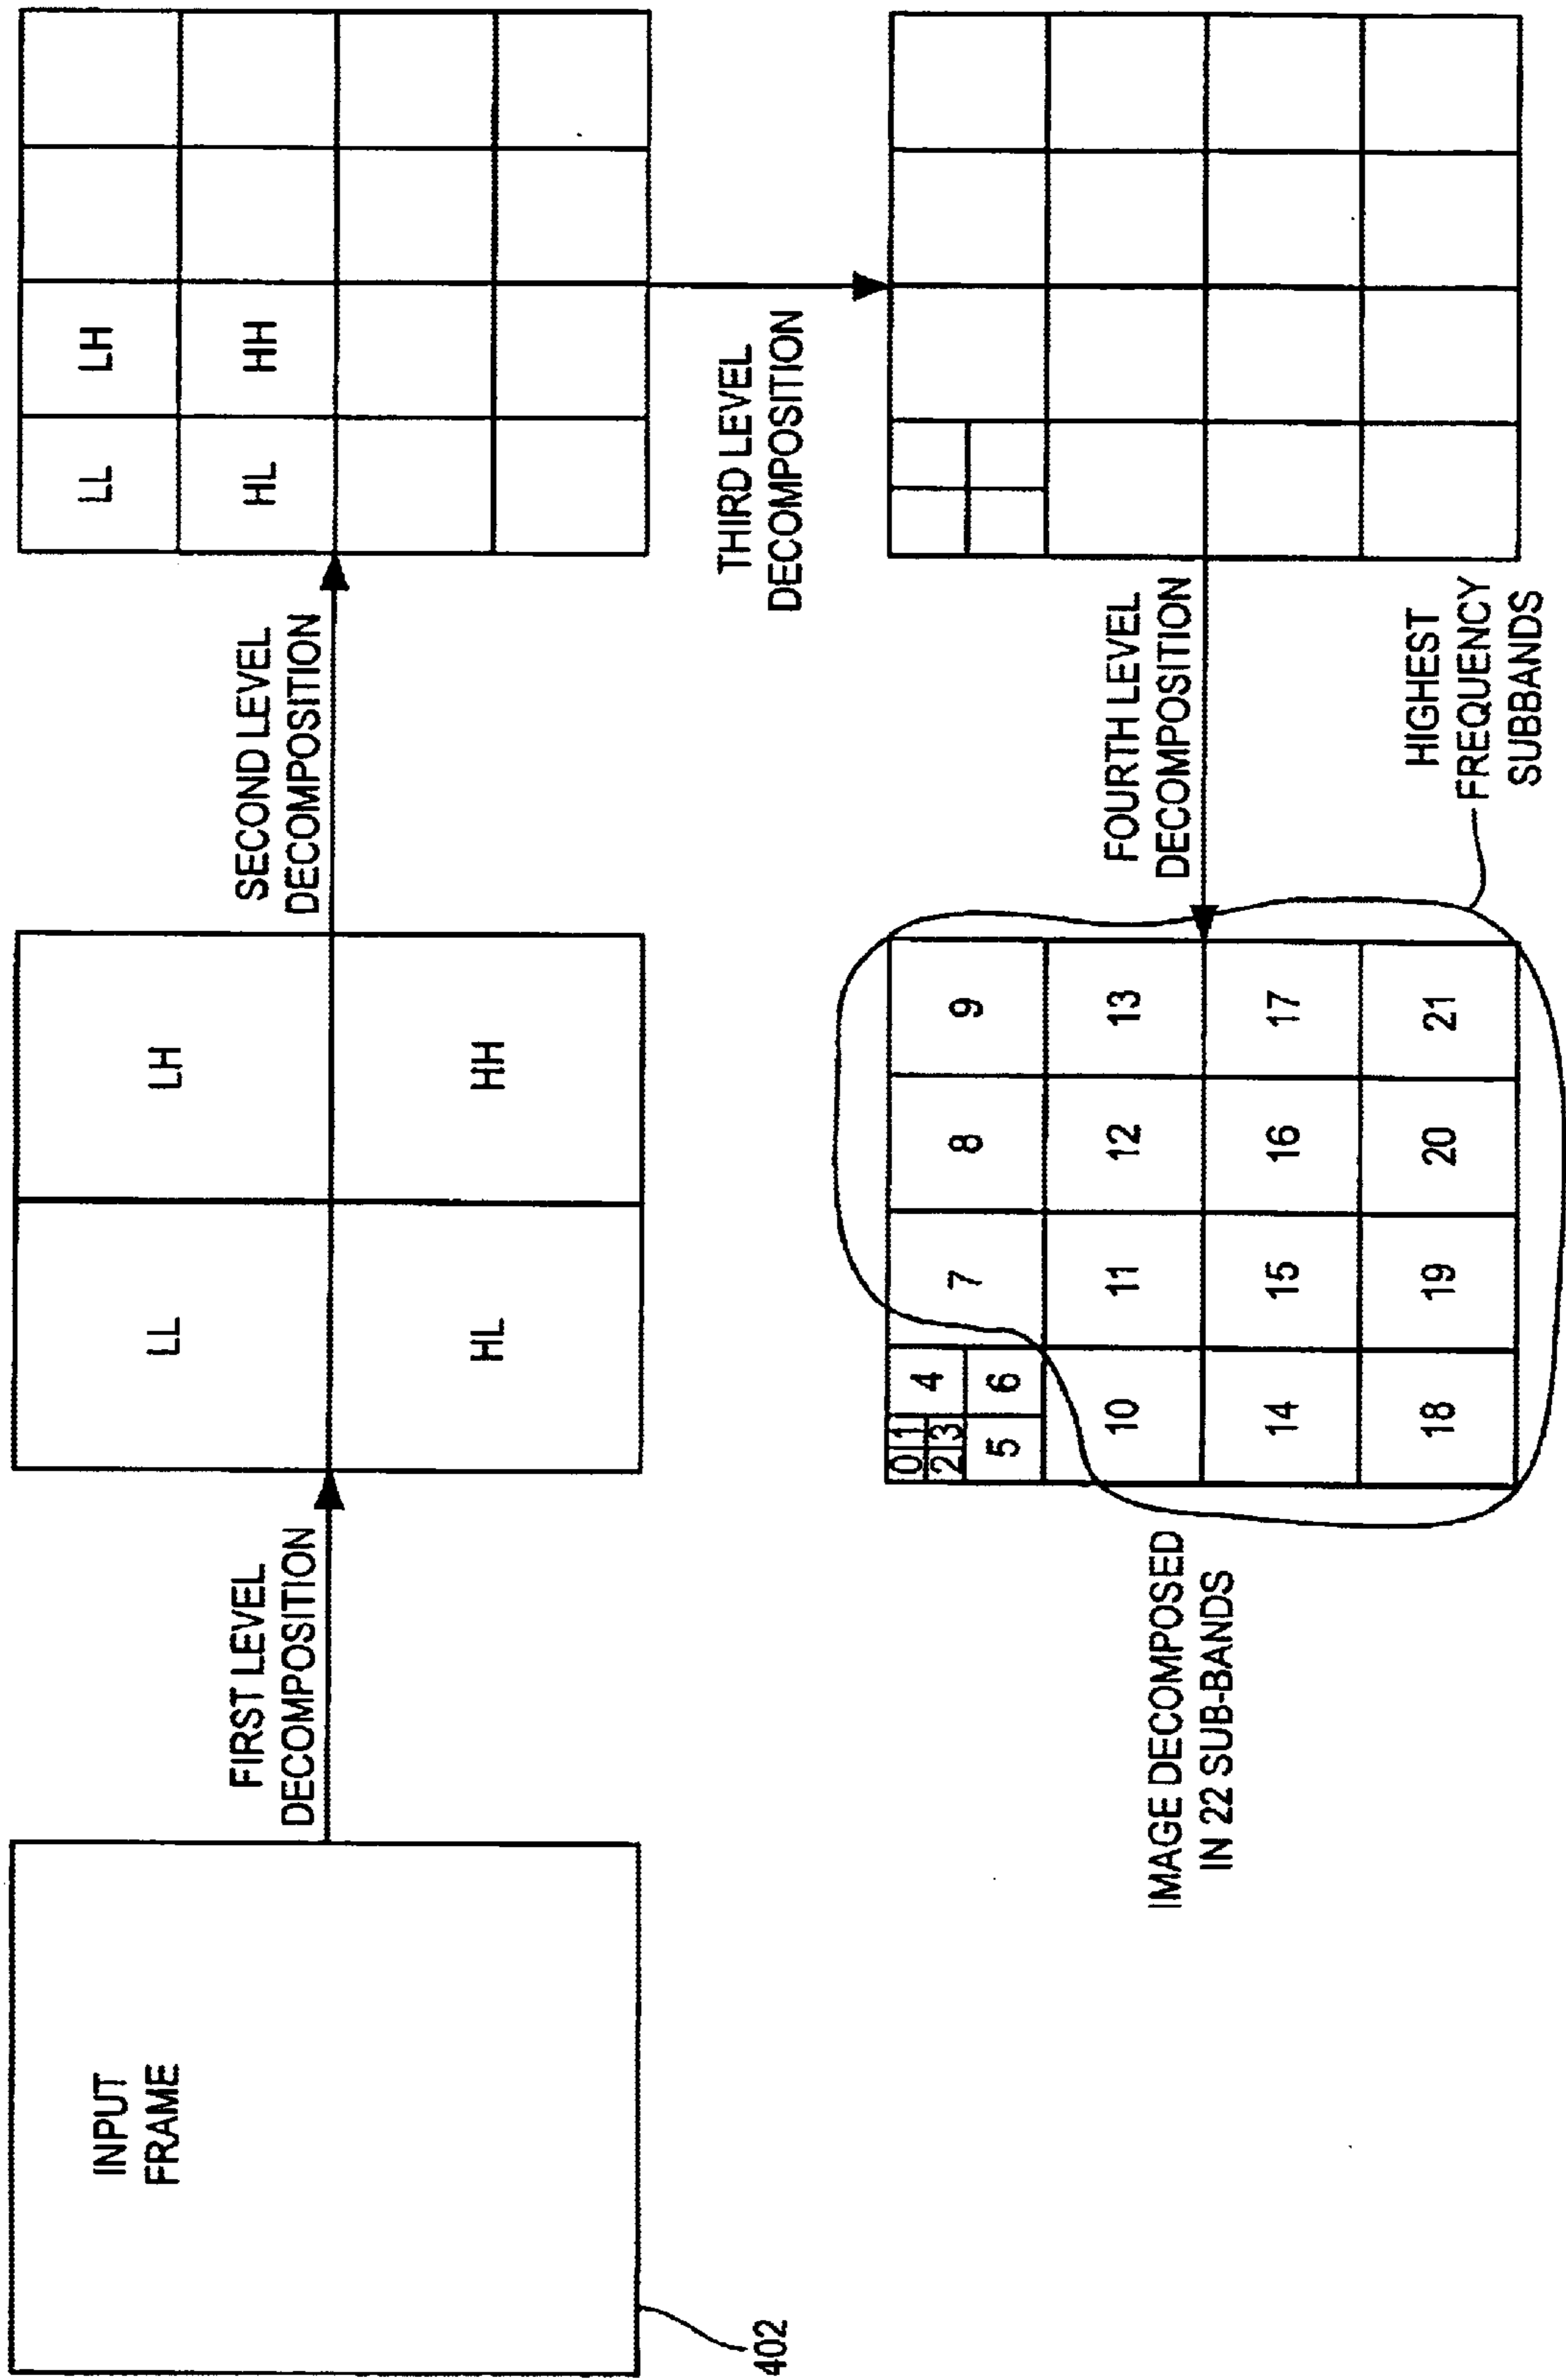 INPUT
FRAME
402
FIRST LEVEL
DECOMPOSITION
LL
LH
HL
HH
SECOND LEVEL
DECOMPOSITION
LL
LH
HL
HH
THIRD LEVEL
DECOMPOSITION
FOURTH LEVEL
DECOMPOSITION
HIGHEST
FREQUENCY
SUBBANDS
0 1 4 7 8 9
2 3
5 6
10 11 12 13
14 15 16 17
18 19 20 21
IMAGE DECOMPOSED
IN 22 SUB-BANDS